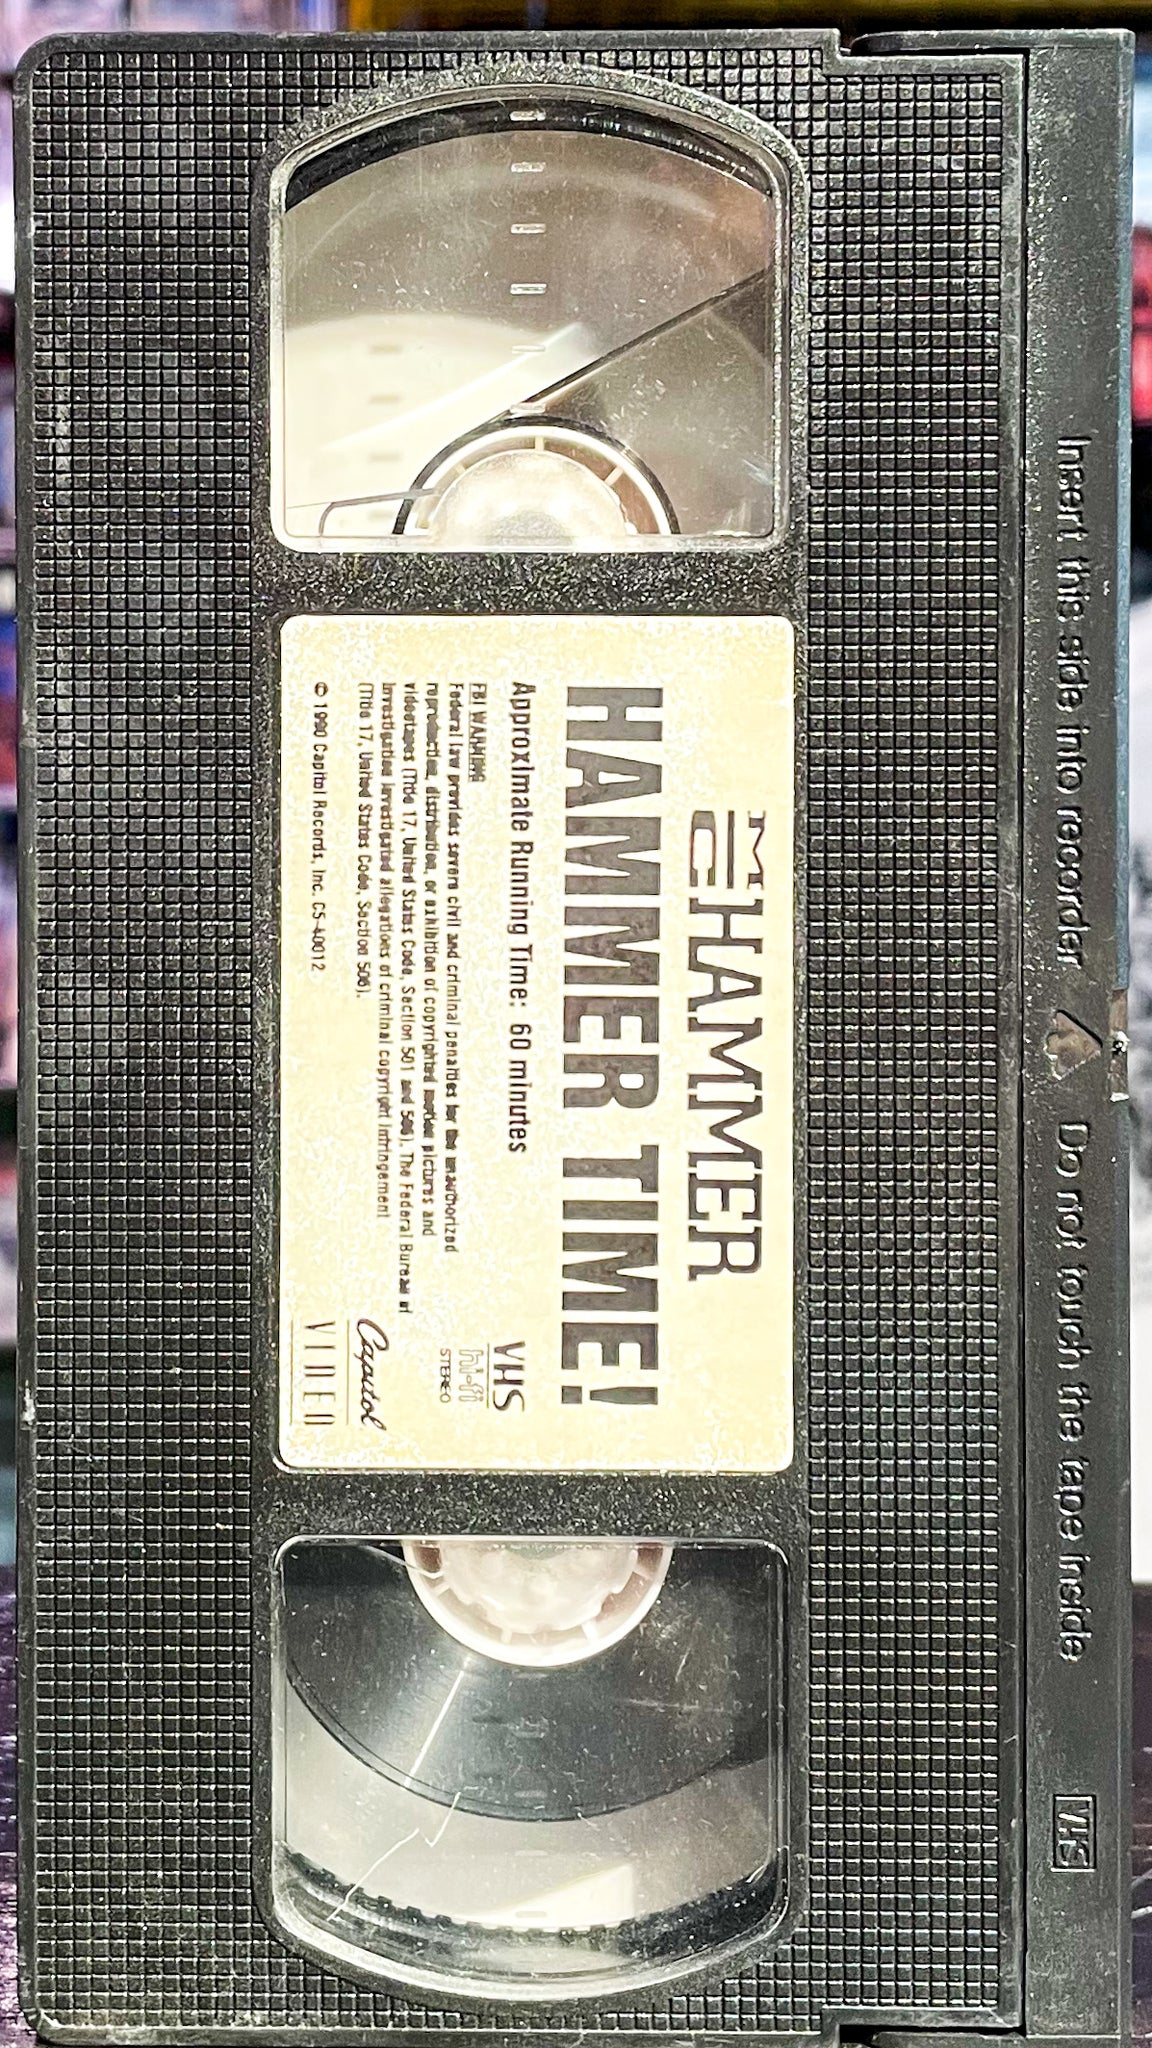 Insert this side into recorder Do not touch the tape inside VHS
MC HAMMER
HAMMER TIME!
Approximate Running Time: 60 minutes
FBI WARNING
Federal law provides severe civil and criminal penalties for the unauthorized
reproduction, distribution, or exhibition of copyrighted motion pictures and
videotapes (Title 17, United States Code, Section 501 and 506). The Federal Bureau of
Investigation investigated allegations of criminal copyright infringement
(Title 17, United States Code, Section 506).
© 1990 Capitol Records, Inc. C5-40012
VHS
hi-fi
STEREO
Capitol
VIDEO